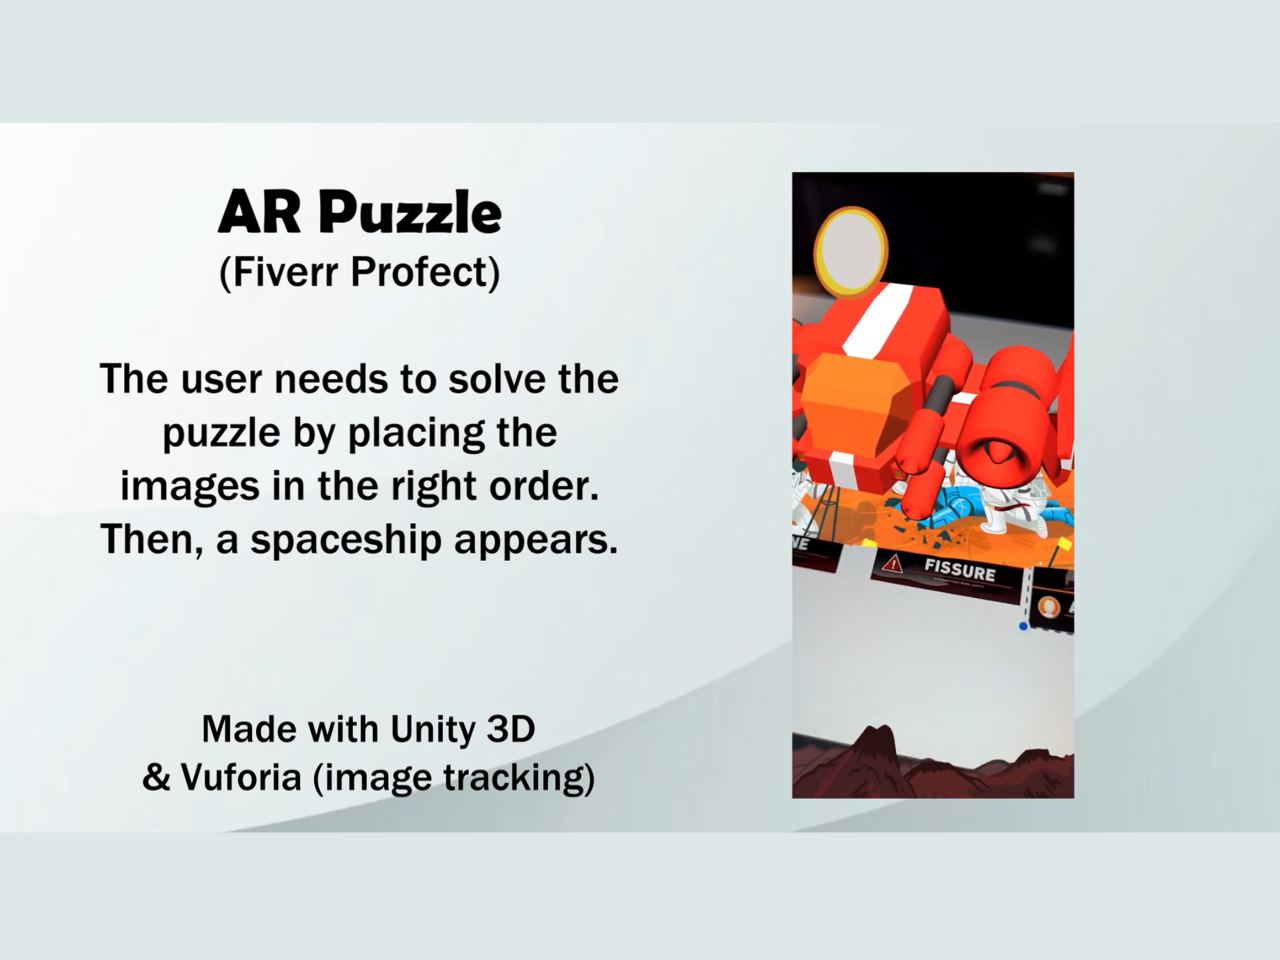 AR Puzzle
(Fiverr Profect)
The user needs to solve the
puzzle by placing the
images in the right order.
Then, a spaceship appears.
Made with Unity 3D
& Vuforia (image tracking)
NE
FISSURE